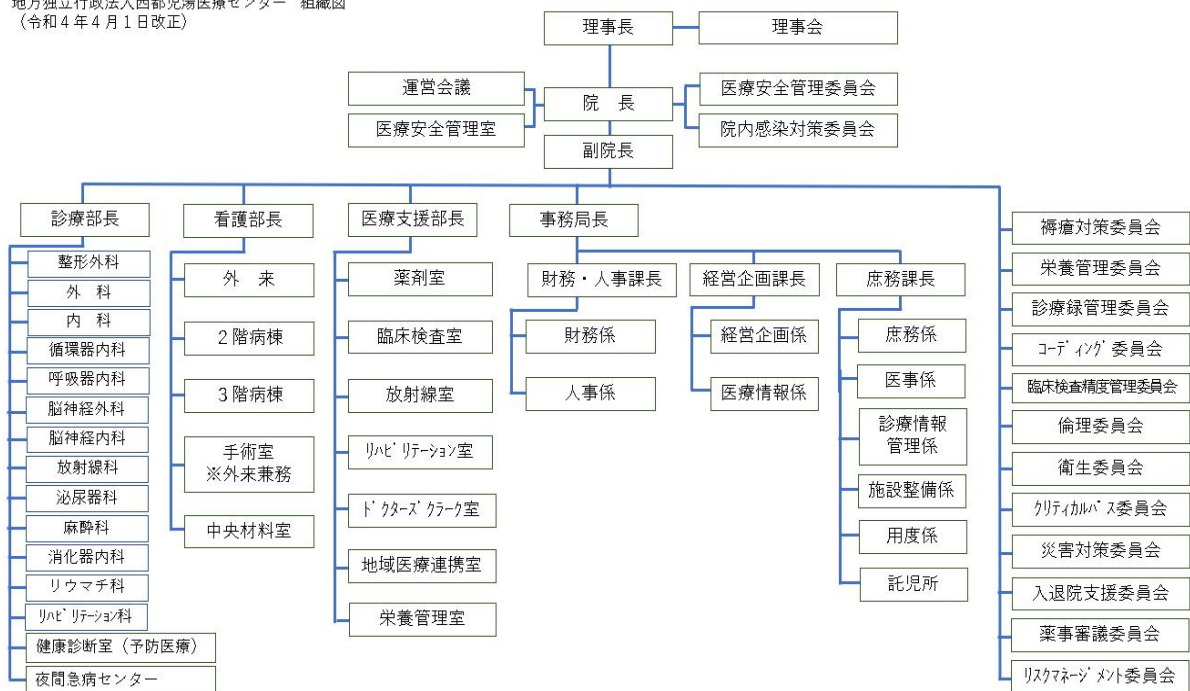 地方独立行政法人西都児湯医療センター 組織図
（令和４年４月１日改正）
理事長
理事会
運営会議
医療安全管理室
院　長
医療安全管理委員会
院内感染対策委員会
副院長
診療部長
整形外科
外　科
内　科
循環器内科
呼吸器内科
脳神経外科
脳神経内科
放射線科
泌尿器科
麻酔科
消化器内科
リウマチ科
ﾘﾊﾋﾞﾘﾃｰｼｮﾝ科
健康診断室（予防医療）
夜間急病センター
看護部長
外　来
２階病棟
３階病棟
手術室
※外来兼務
中央材料室
医療支援部長
薬剤室
臨床検査室
放射線室
ﾘﾊﾋﾞﾘﾃｰｼｮﾝ室
ﾄﾞｸﾀｰｽﾞｸﾗｰｸ室
地域医療連携室
栄養管理室
事務局長
財務・人事課長
財務係
人事係
経営企画課長
経営企画係
医療情報係
庶務課長
庶務係
医事係
診療情報
管理係
施設整備係
用度係
託児所
褥瘡対策委員会
栄養管理委員会
診療録管理委員会
ｺｰﾃﾞｨﾝｸﾞ委員会
臨床検査精度管理委員会
倫理委員会
衛生委員会
ｸﾘﾃｨｶﾙﾊﾟｽ委員会
災害対策委員会
入退院支援委員会
薬事審議委員会
ﾘｽｸﾏﾈｰｼﾞﾒﾝﾄ委員会